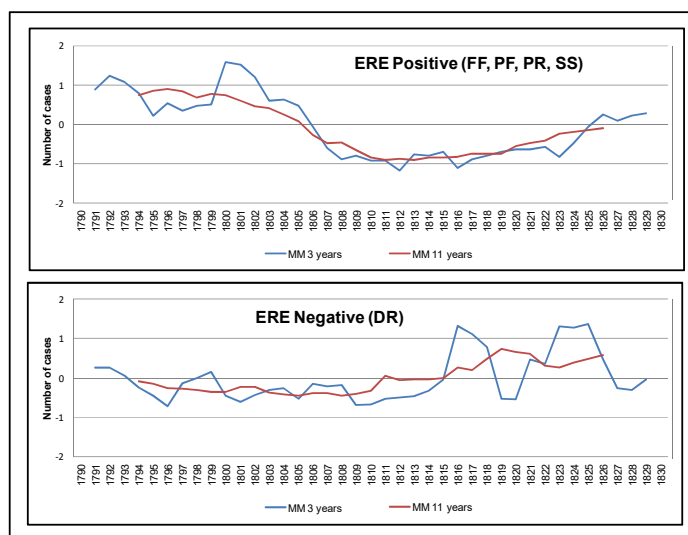 ERE Positive (FF, PF, PR, SS)
Number of cases
2
1
0
-1
-2
1790 1791 1792 1793 1794 1795 1796 1797 1798 1799 1800 1801 1802 1803 1804 1805 1806 1807 1808 1809 1810 1811 1812 1813 1814 1815 1816 1817 1818 1819 1820 1821 1822 1823 1824 1825 1826 1827 1828 1829 1830
MM 3 years MM 11 years
ERE Negative (DR)
Number of cases
2
1
0
-1
-2
1790 1791 1792 1793 1794 1795 1796 1797 1798 1799 1800 1801 1802 1803 1804 1805 1806 1807 1808 1809 1810 1811 1812 1813 1814 1815 1816 1817 1818 1819 1820 1821 1822 1823 1824 1825 1826 1827 1828 1829 1830
MM 3 years MM 11 years